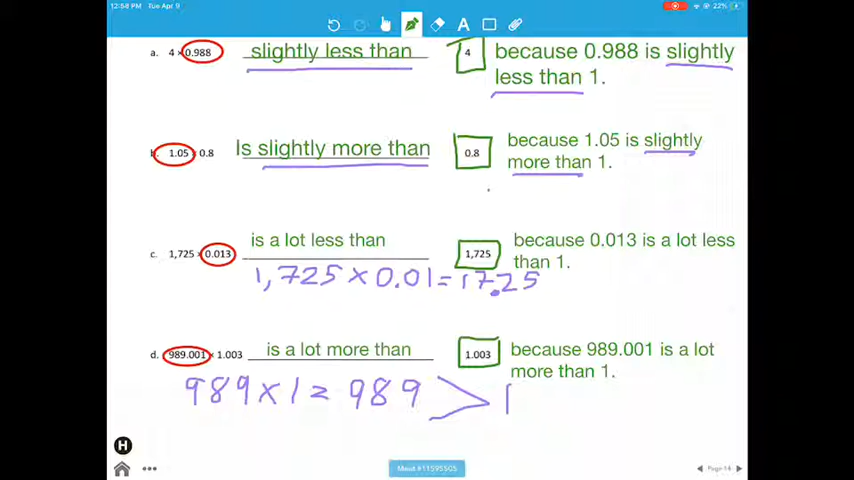 12:58 PM Tue Apr 9
22%
A
a. 4 × 0.988 slightly less than 4 because 0.988 is slightly
less than 1.
b. 1.05 × 0.8 Is slightly more than 0.8 because 1.05 is slightly
more than 1.
c. 1,725 × 0.013 is a lot less than 1,725 because 0.013 is a lot less
than 1.
1,725 × 0.01 = 17.25
d. 989.001 × 1.003 is a lot more than 1.003 because 989.001 is a lot
more than 1.
989 × 1 = 989 > 1
H
Meed #11595505
Page 14